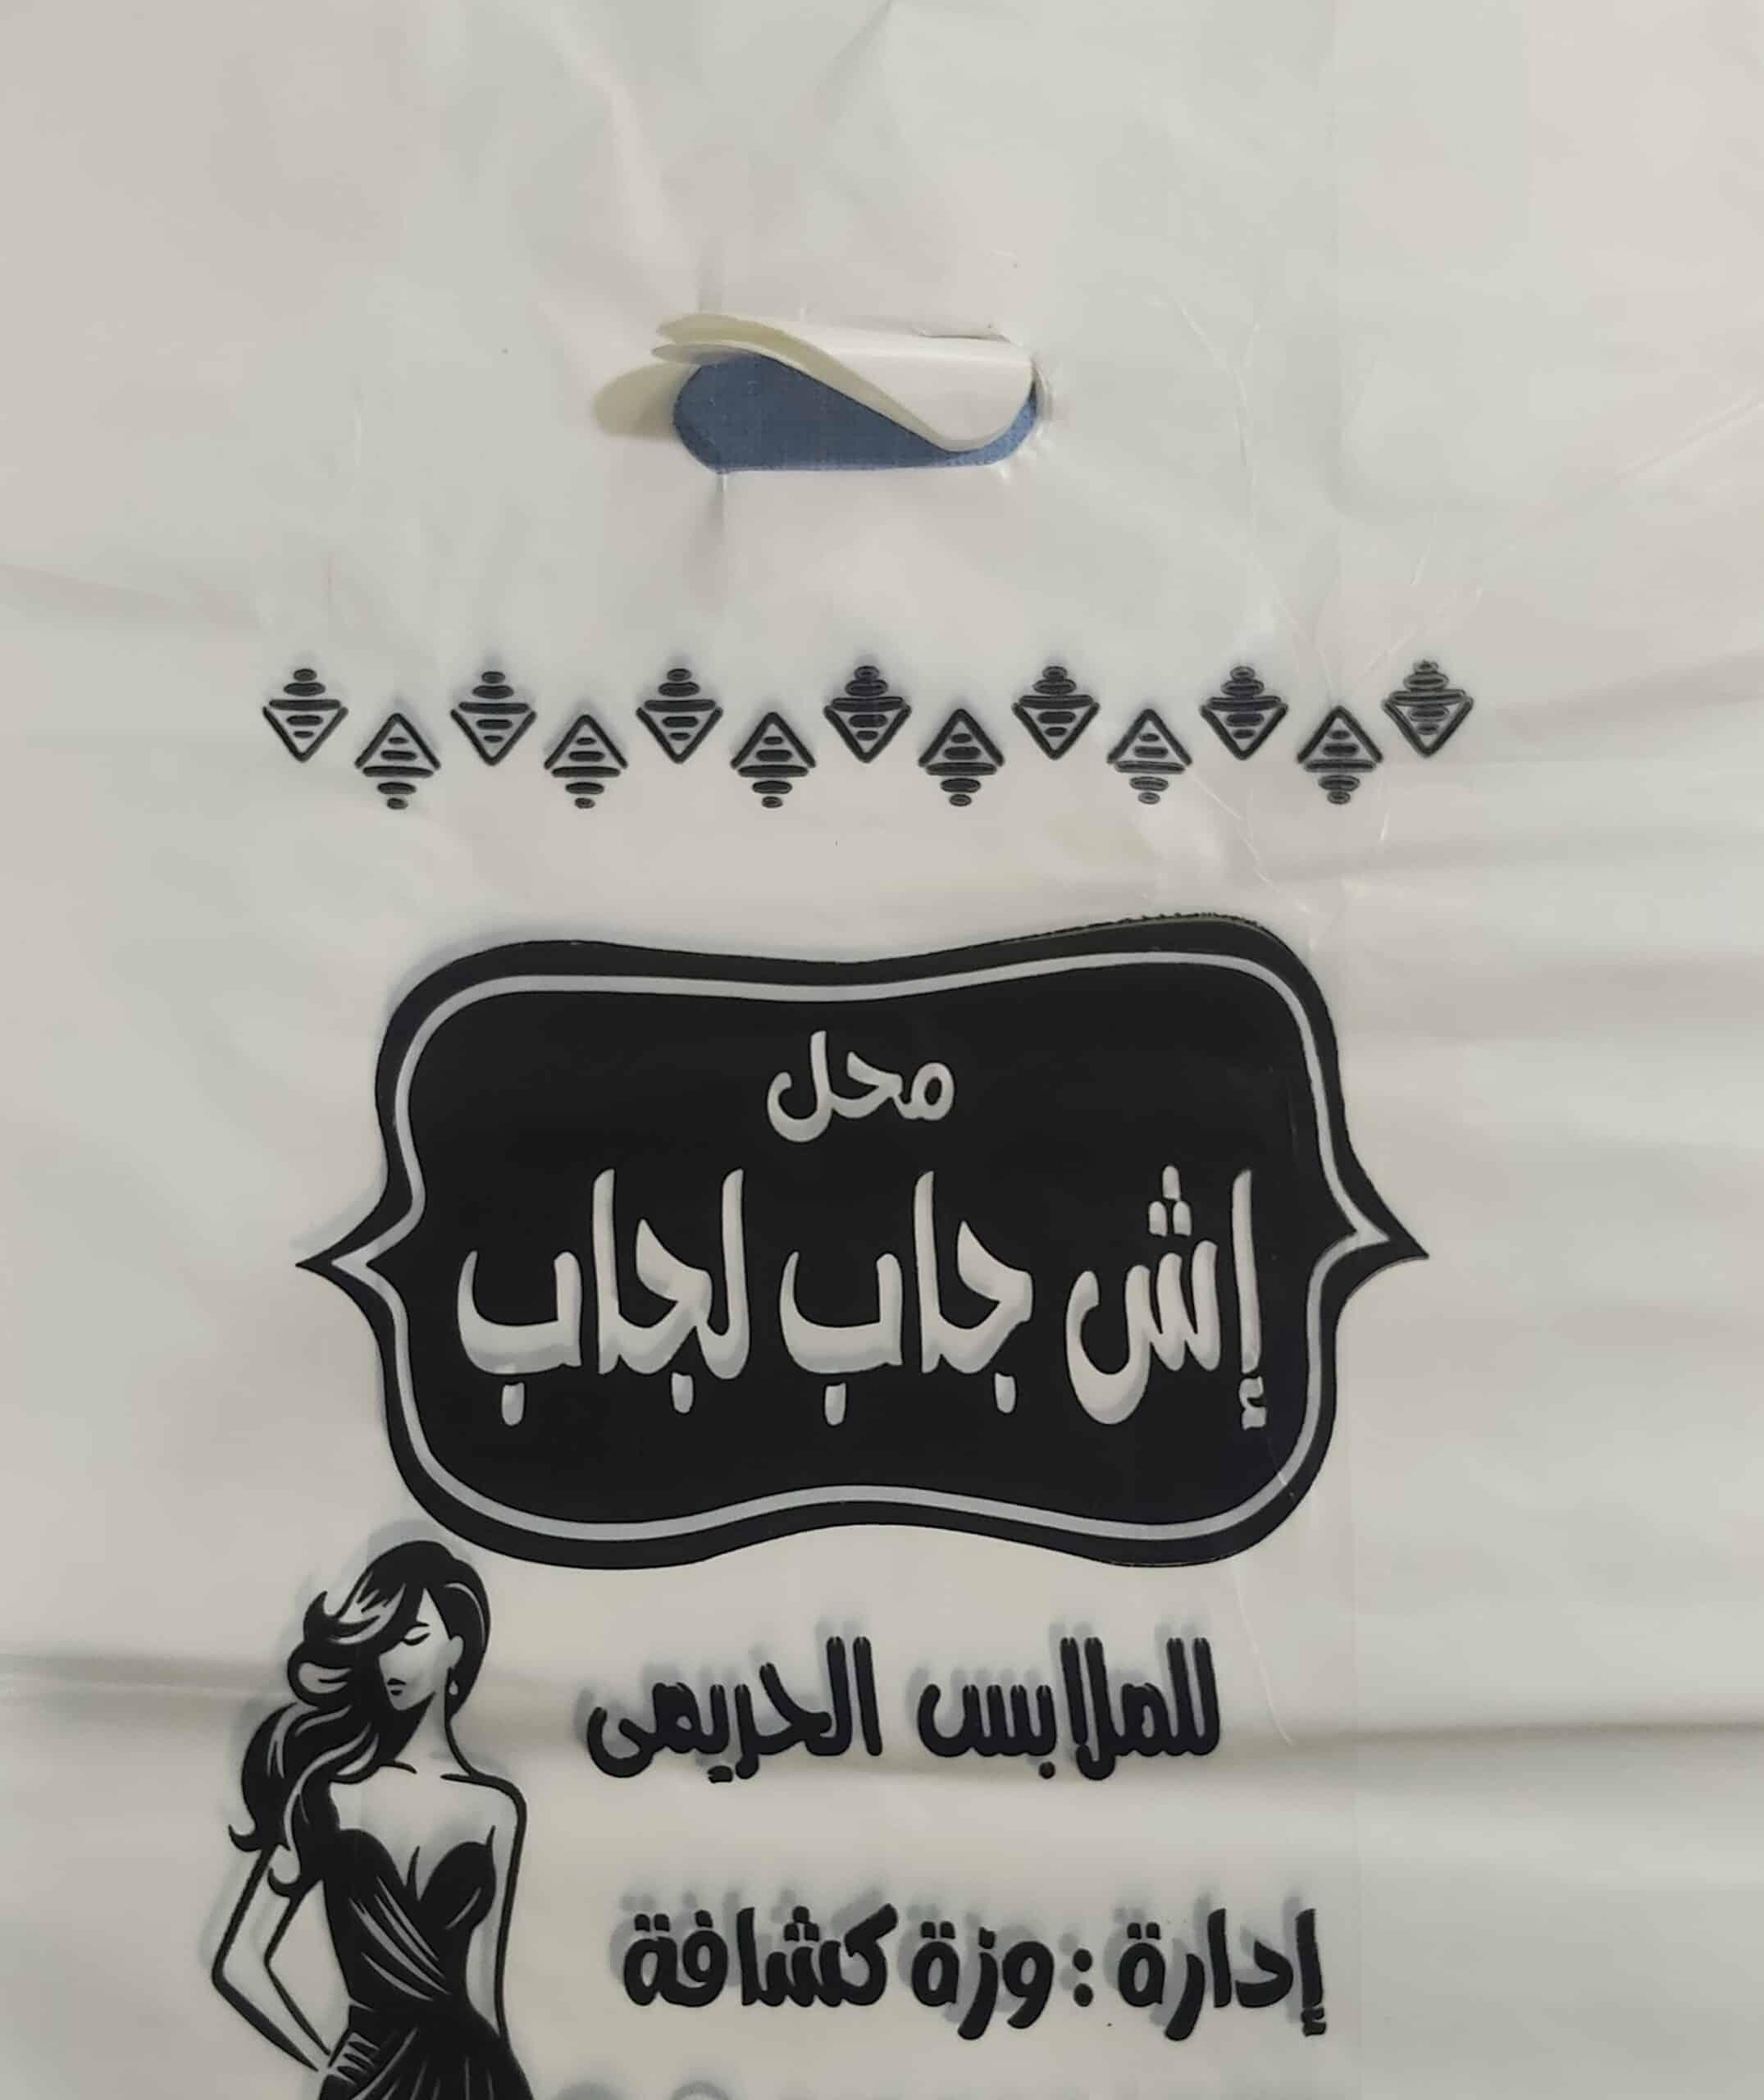 محل
إش جاب لجاب
للملابس الحريمى
إدارة : وزة كشافة